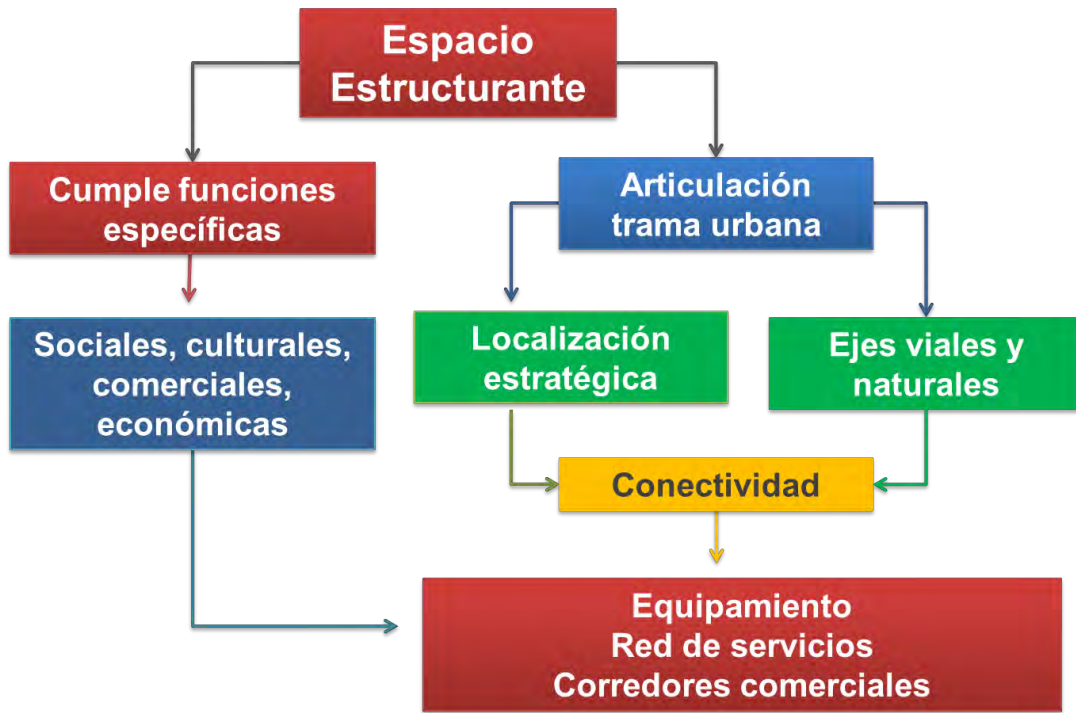 Espacio
Estructurante
Cumple funciones
específicas
Articulación
trama urbana
Sociales, culturales,
comerciales,
económicas
Localización
estratégica
Ejes viales y
naturales
Conectividad
Equipamiento
Red de servicios
Corredores comerciales